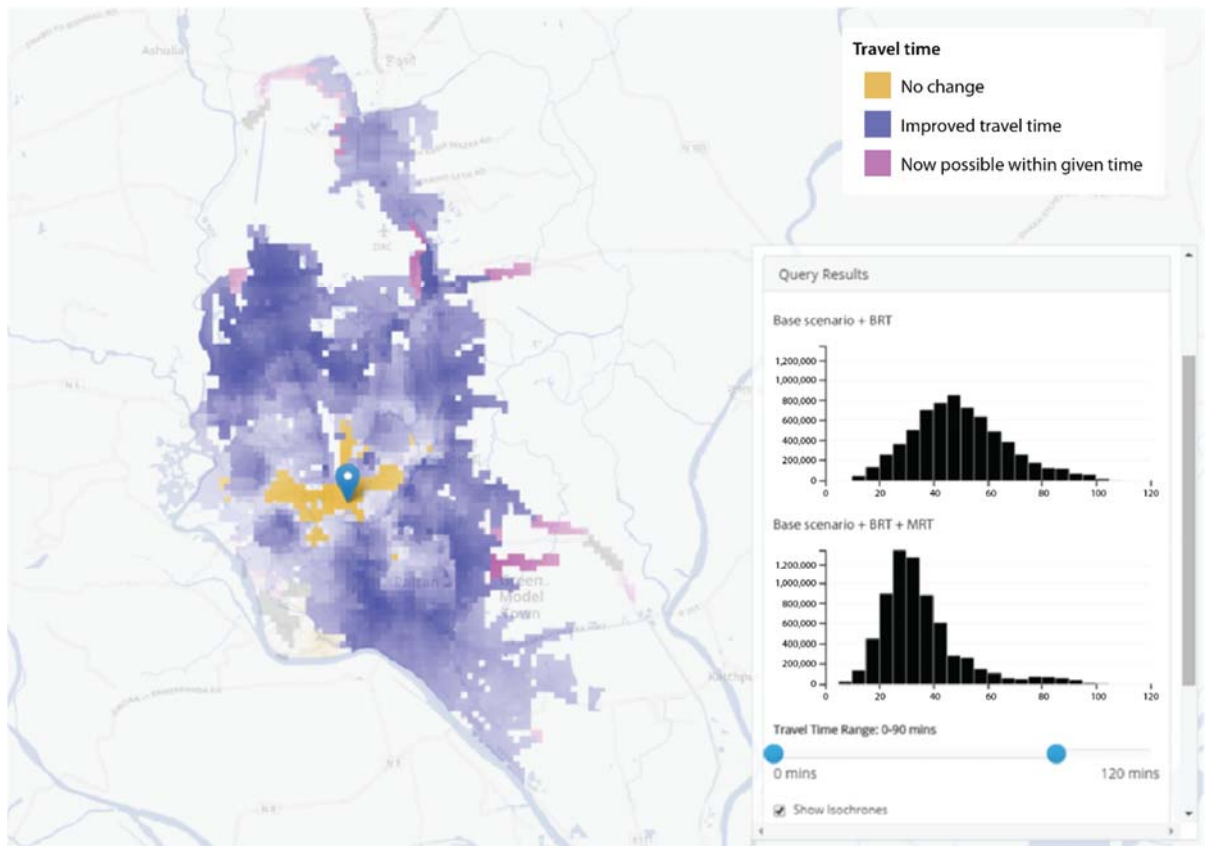 Ashulia
Travel time
No change
Improved travel time
Now possible within given time
DAC
Query Results
Base scenario + BRT
1,200,000
1,000,000
800,000
600,000
400,000
200,000
0
0 20 40 60 80 100 120
Base scenario + BRT + MRT
1,200,000
1,000,000
800,000
600,000
400,000
200,000
0
0 20 40 60 80 100 120
Paltan
Green
Model
Town
Travel Time Range: 0-90 mins
0 mins 120 mins
Show Isochrones